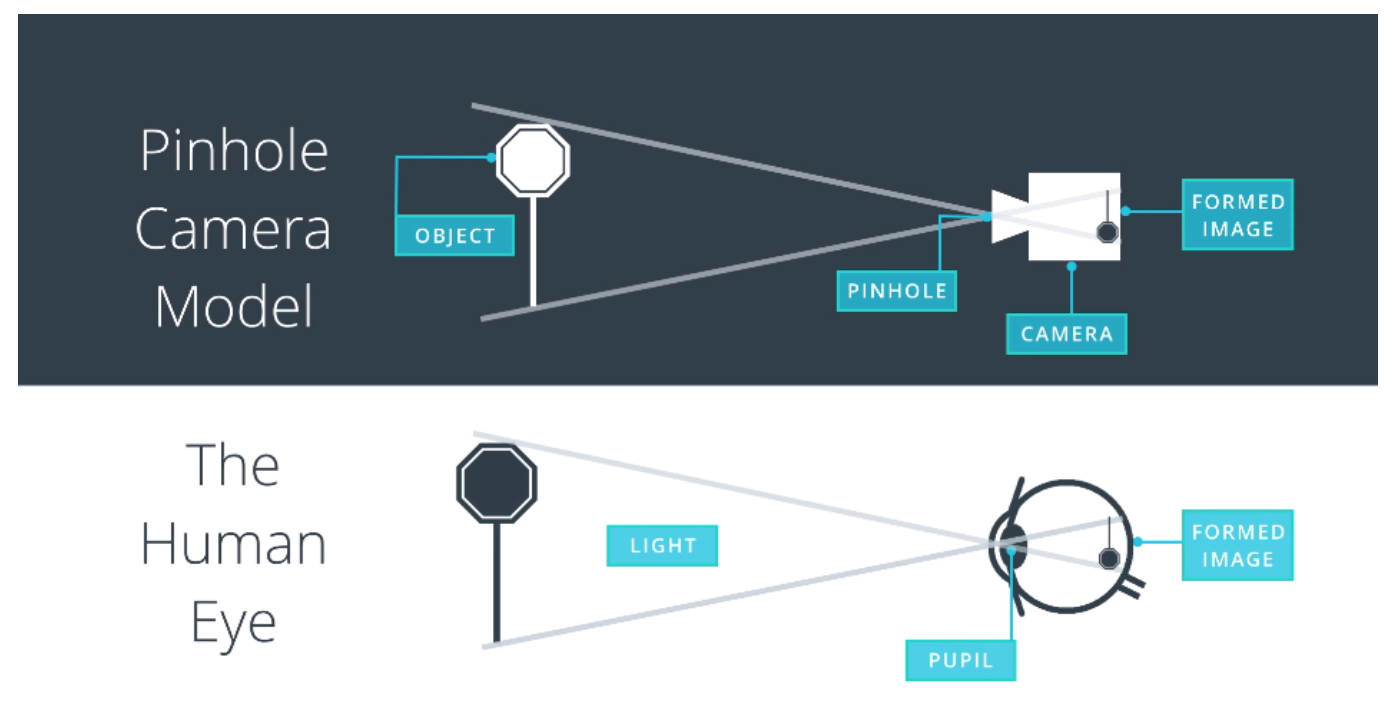 Pinhole
Camera
Model
OBJECT
PINHOLE
CAMERA
FORMED
IMAGE
The
Human
Eye
LIGHT
PUPIL
FORMED
IMAGE